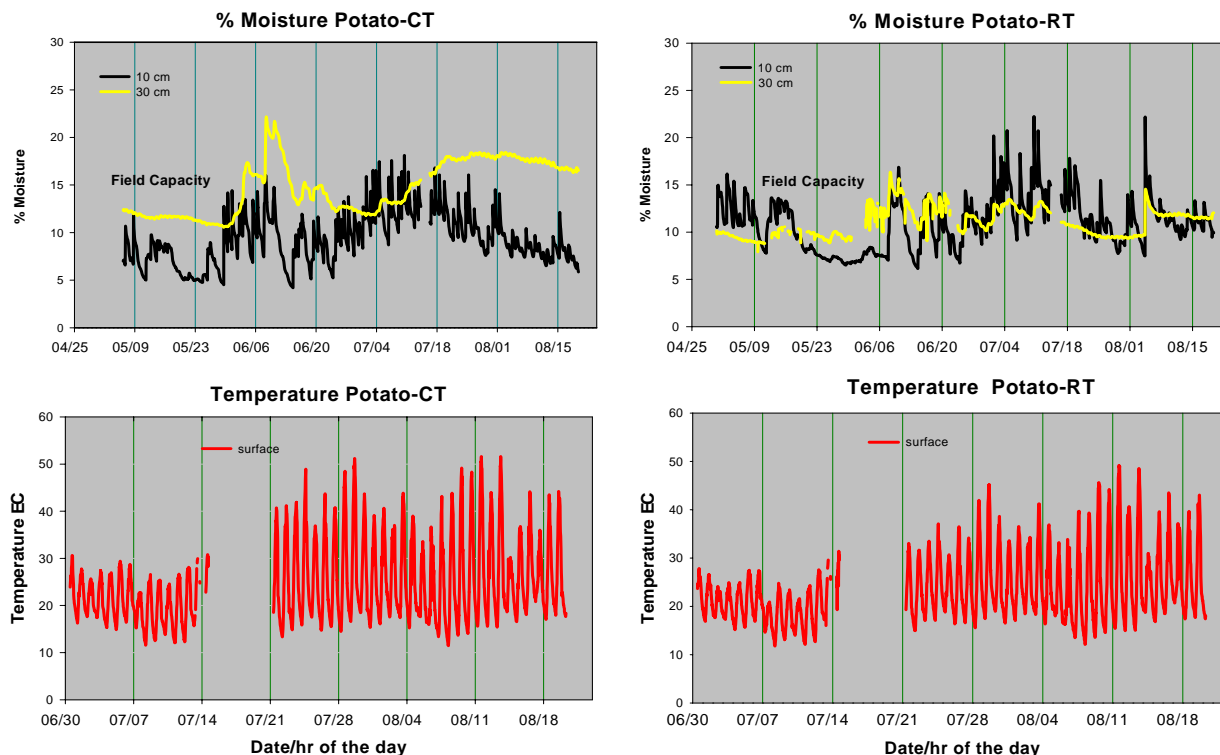 % Moisture Potato-CT
30
25
20
15
10
5
0
% Moisture
10 cm
30 cm
Field Capacity
04/25 05/09 05/23 06/06 06/20 07/04 07/18 08/01 08/15
% Moisture Potato-RT
30
25
20
15
10
5
0
% Moisture
10 cm
30 cm
Field Capacity
04/25 05/09 05/23 06/06 06/20 07/04 07/18 08/01 08/15
Temperature Potato-CT
60
50
40
30
20
10
0
Temperature EC
surface
06/30 07/07 07/14 07/21 07/28 08/04 08/11 08/18
Date/hr of the day
Temperature Potato-RT
60
50
40
30
20
10
0
Temperature EC
surface
06/30 07/07 07/14 07/21 07/28 08/04 08/11 08/18
Date/hr of the day